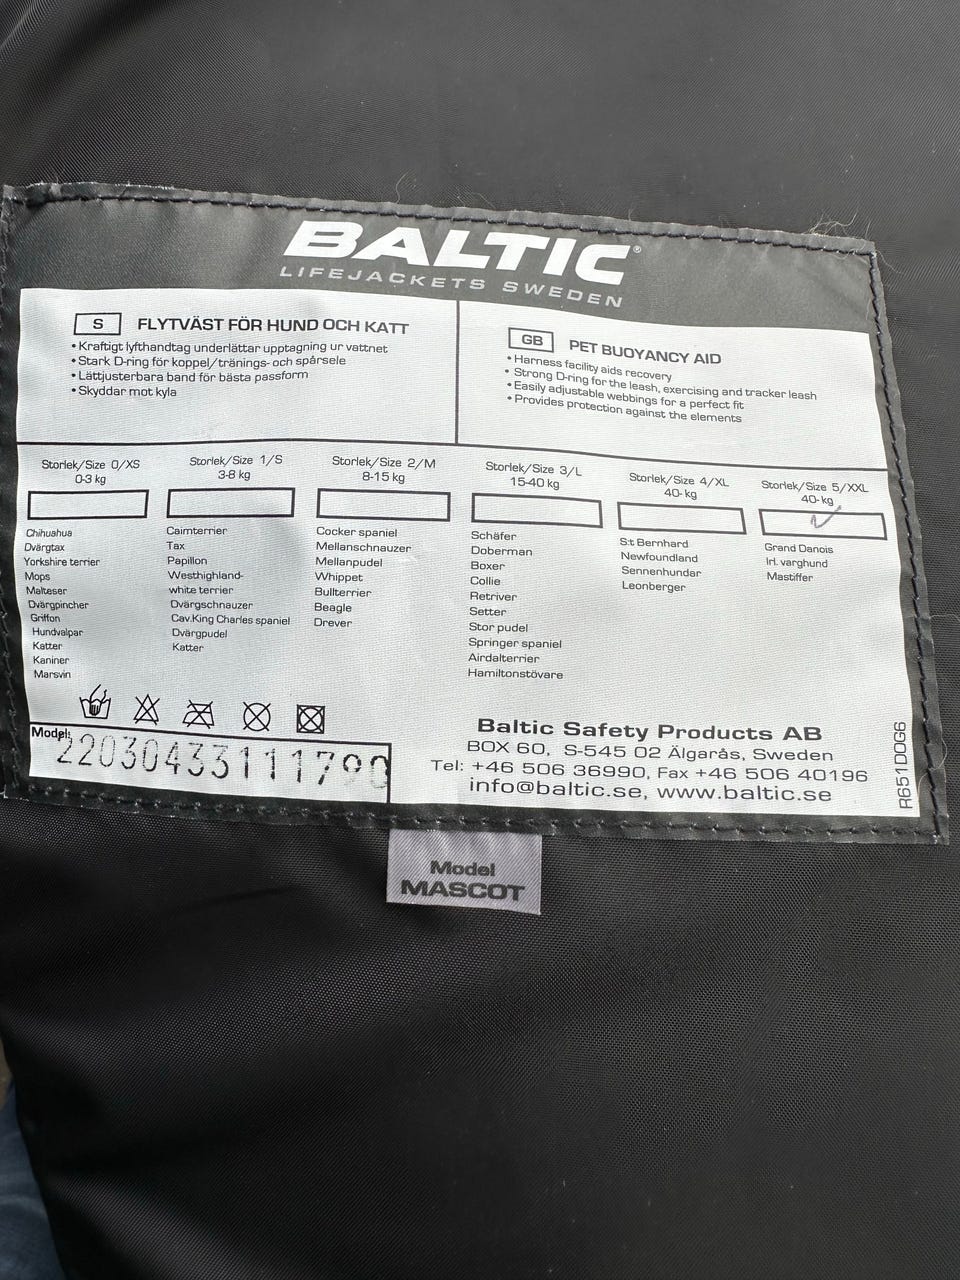 BALTIC®
LIFEJACKETS SWEDEN
S FLYTVÄST FÖR HUND OCH KATT
• Kraftigt lyfthandtag underlättar upptagning ur vattnet
• Stark D-ring för koppel/tränings- och spårsele
• Lättjusterbara band för bästa passform
• Skyddar mot kyla
GB PET BUOYANCY AID
• Harness facility aids recovery
• Strong D-ring for the leash, exercising and tracker leash
• Easily adjustable webbings for a perfect fit
• Provides protection against the elements
Storlek/Size 0/XS
0-3 kg
Chihuahua
Dvärgtax
Yorkshire terrier
Mops
Malteser
Dvärgpincher
Griffon
Hundvalpar
Katter
Kaniner
Marsvin
Storlek/Size 1/S
3-8 kg
Cairnterrier
Tax
Papillon
Westhighland-
white terrier
Dvärgschnauzer
Cav.King Charles spaniel
Dvärgpudel
Katter
Storlek/Size 2/M
8-15 kg
Cocker spaniel
Mellanschnauzer
Mellanpudel
Whippet
Bullterrier
Beagle
Drever
Storlek/Size 3/L
15-40 kg
Schäfer
Doberman
Boxer
Collie
Retriver
Setter
Stor pudel
Springer spaniel
Airdalterrier
Hamiltonstövare
Storlek/Size 4/XL
40- kg
S:t Bernhard
Newfoundland
Sennenhundar
Leonberger
Storlek/Size 5/XXL
40- kg
Grand Danois
Irl. varghund
Mastiffer
Model:
22030433111790
Baltic Safety Products AB
BOX 60, S-545 02 Älgarås, Sweden
Tel: +46 506 36990, Fax +46 506 40196
info@baltic.se, www.baltic.se
R651DOG6
Model
MASCOT